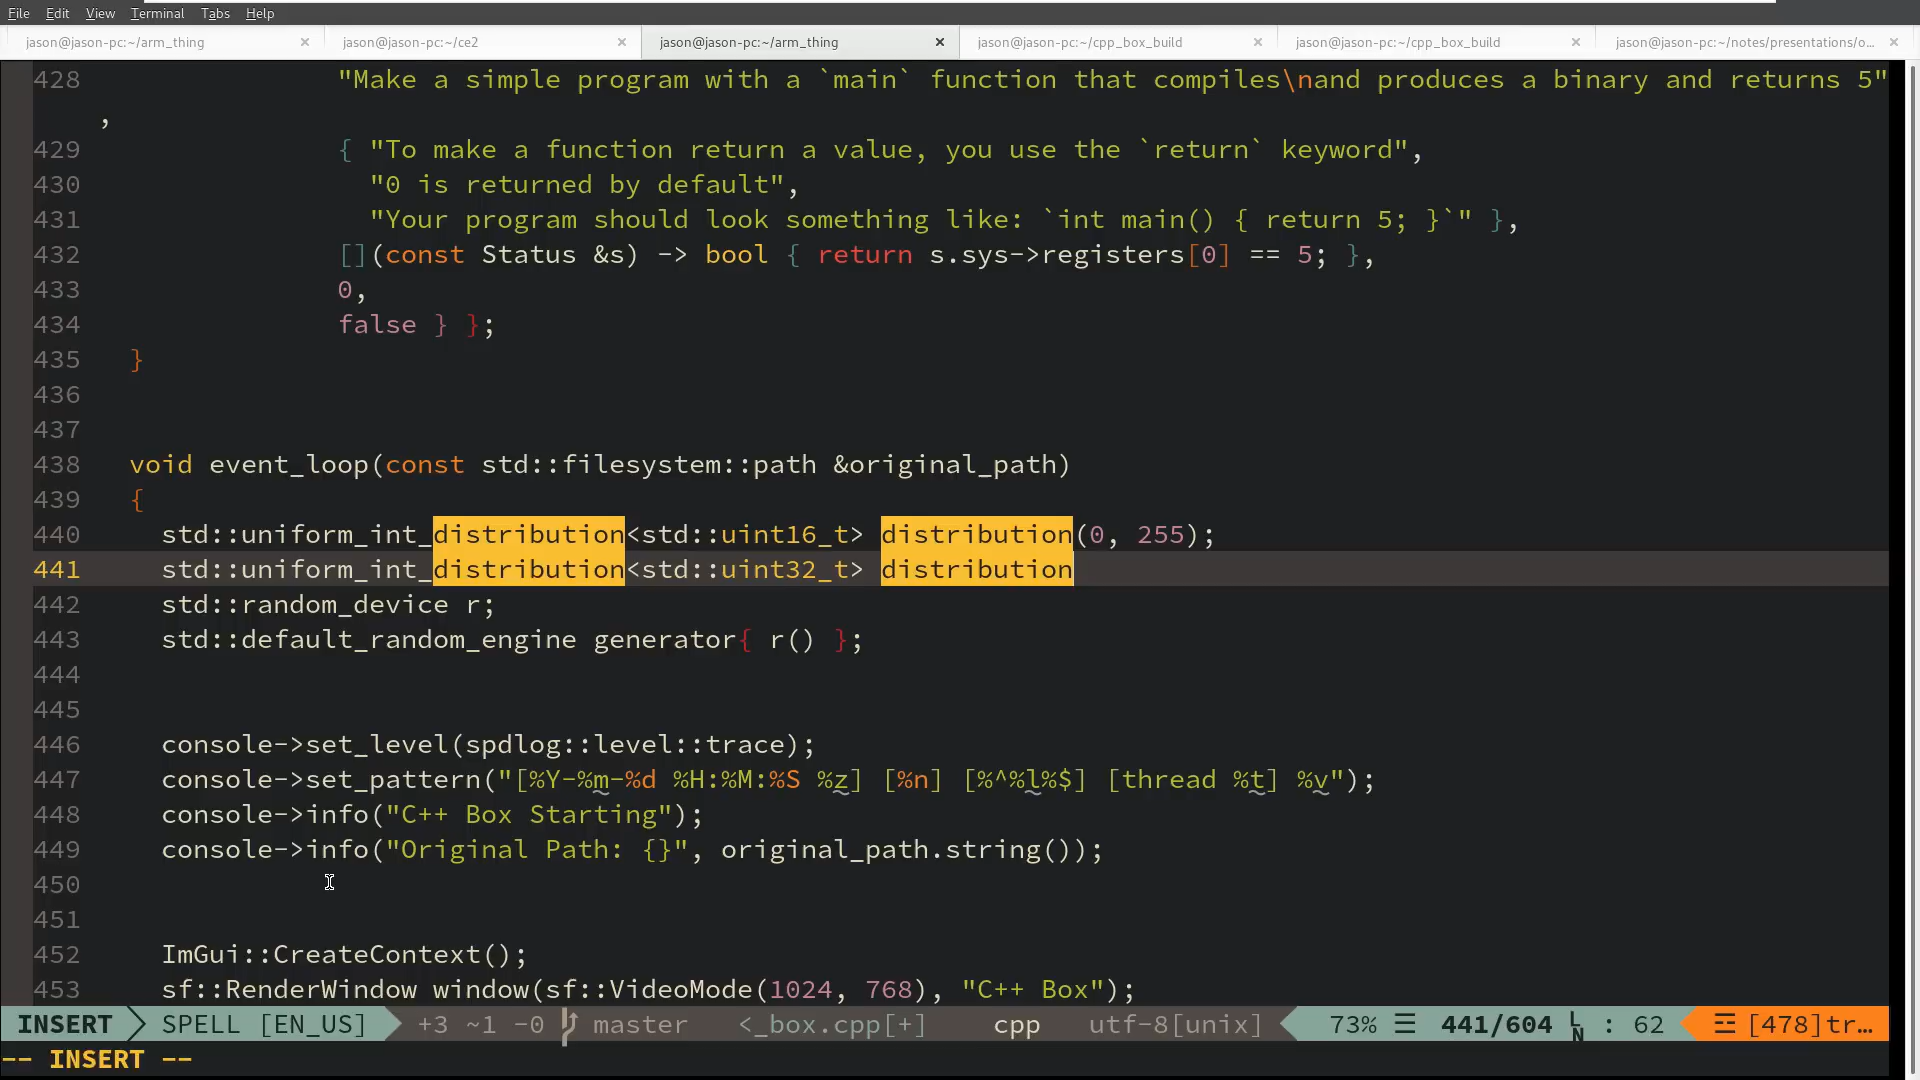 File Edit View Terminal Tabs Help
jason@jason-pc:~/arm_thing × jason@jason-pc:~/ce2 × jason@jason-pc:~/arm_thing × jason@jason-pc:~/cpp_box_build × jason@jason-pc:~/cpp_box_build × jason@jason-pc:~/notes/presentations/o... ×
428 "Make a simple program with a `main` function that compiles\nand produces a binary and returns 5"
,
429 { "To make a function return a value, you use the `return` keyword",
430 "0 is returned by default",
431 "Your program should look something like: `int main() { return 5; }`" },
432 [](const Status &s) -> bool { return s.sys->registers[0] == 5; },
433 0,
434 false } };
435 }
436
437
438 void event_loop(const std::filesystem::path &original_path)
439 {
440 std::uniform_int_distribution<std::uint16_t> distribution(0, 255);
441 std::uniform_int_distribution<std::uint32_t> distribution
442 std::random_device r;
443 std::default_random_engine generator{ r() };
444
445
446 console->set_level(spdlog::level::trace);
447 console->set_pattern("[%Y-%m-%d %H:%M:%S %z] [%n] [%^%l%$] [thread %t] %v");
448 console->info("C++ Box Starting");
449 console->info("Original Path: {}", original_path.string());
450
451
452 ImGui::CreateContext();
453 sf::RenderWindow window(sf::VideoMode(1024, 768), "C++ Box");
INSERT SPELL [EN_US] +3 ~1 -0 master <_box.cpp[+] cpp utf-8[unix] 73% ☰ 441/604 : 62 ☲ [478]tr…
-- INSERT --